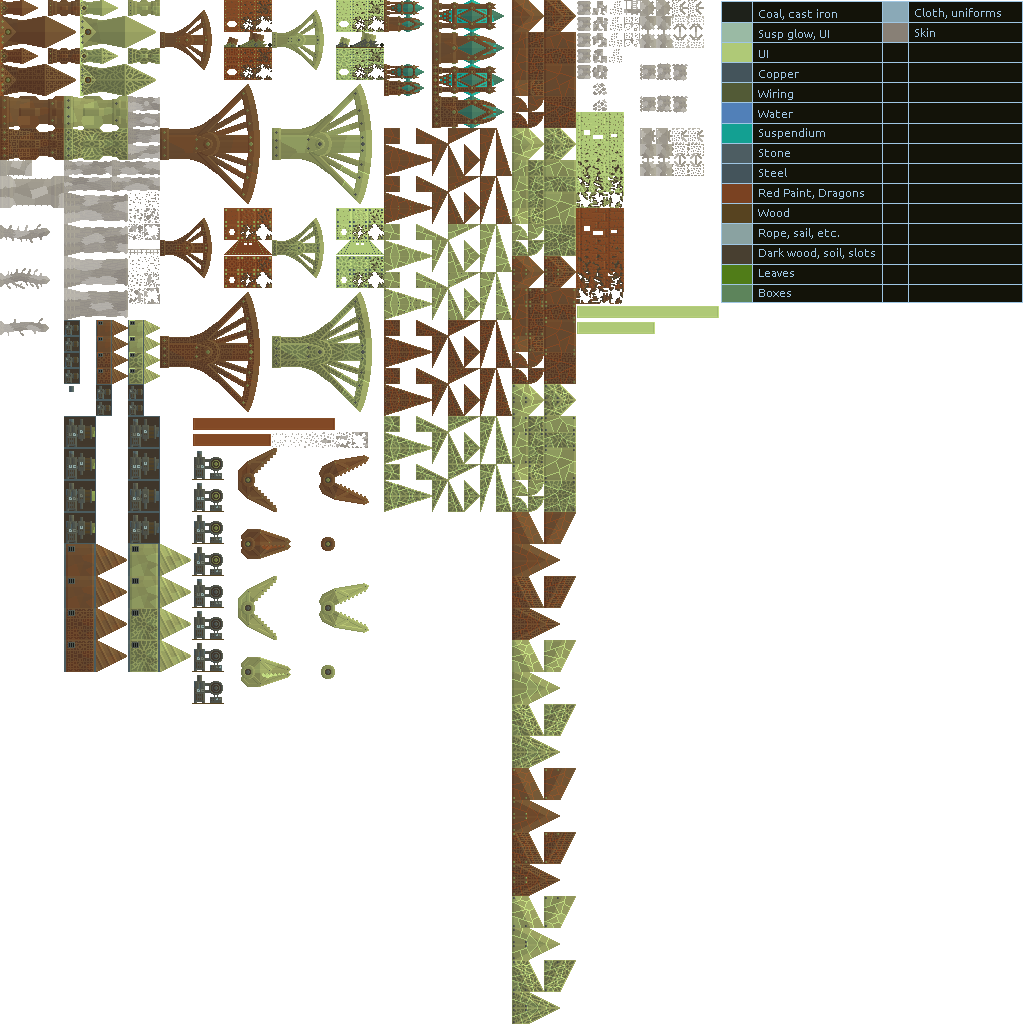 Coal, cast iron
Cloth, uniforms
Susp glow, UI
Skin
UI
Copper
Wiring
Water
Suspendium
Stone
Steel
Red Paint, Dragons
Wood
Rope, sail, etc.
Dark wood, soil, slots
Leaves
Boxes